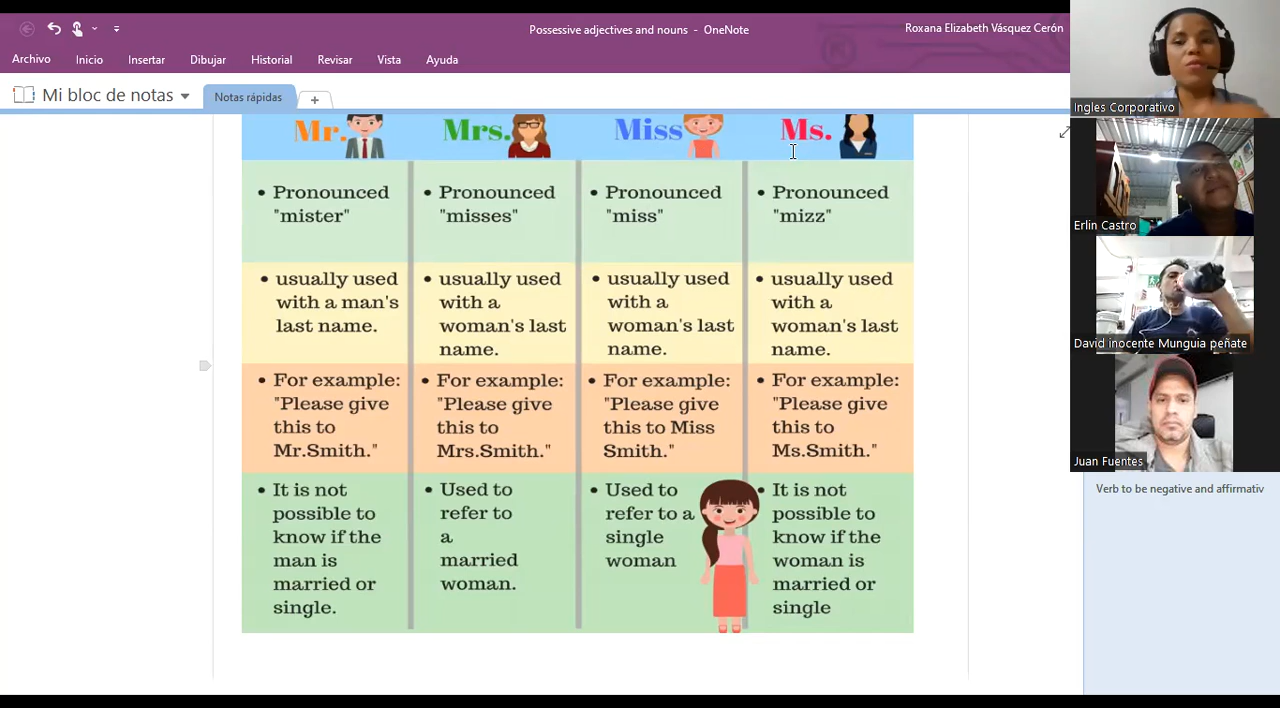 Possessive adjectives and nouns - OneNote
Roxana Elizabeth Vásquez Cerón
Archivo Inicio Insertar Dibujar Historial Revisar Vista Ayuda
Mi bloc de notas
Notas rápidas
Mr. Mrs. Miss Ms.
• Pronounced
"mister"
• Pronounced
"misses"
• Pronounced
"miss"
• Pronounced
"mizz"
• usually used
with a man's
last name.
• usually used
with a
woman's last
name.
• usually used
with a
woman's last
name.
• usually used
with a
woman's last
name.
• For example:
"Please give
this to
Mr.Smith."
• For example:
"Please give
this to
Mrs.Smith."
• For example:
"Please give
this to Miss
Smith."
• For example:
"Please give
this to
Ms.Smith."
• It is not
possible to
know if the
man is
married or
single.
• Used to
refer to
a
married
woman.
• Used to
refer to a
single
woman
• It is not
possible to
know if the
woman is
married or
single
Ingles Corporativo
Erlin Castro
David inocente Munguia peñate
Juan Fuentes
Verb to be negative and affirmativ